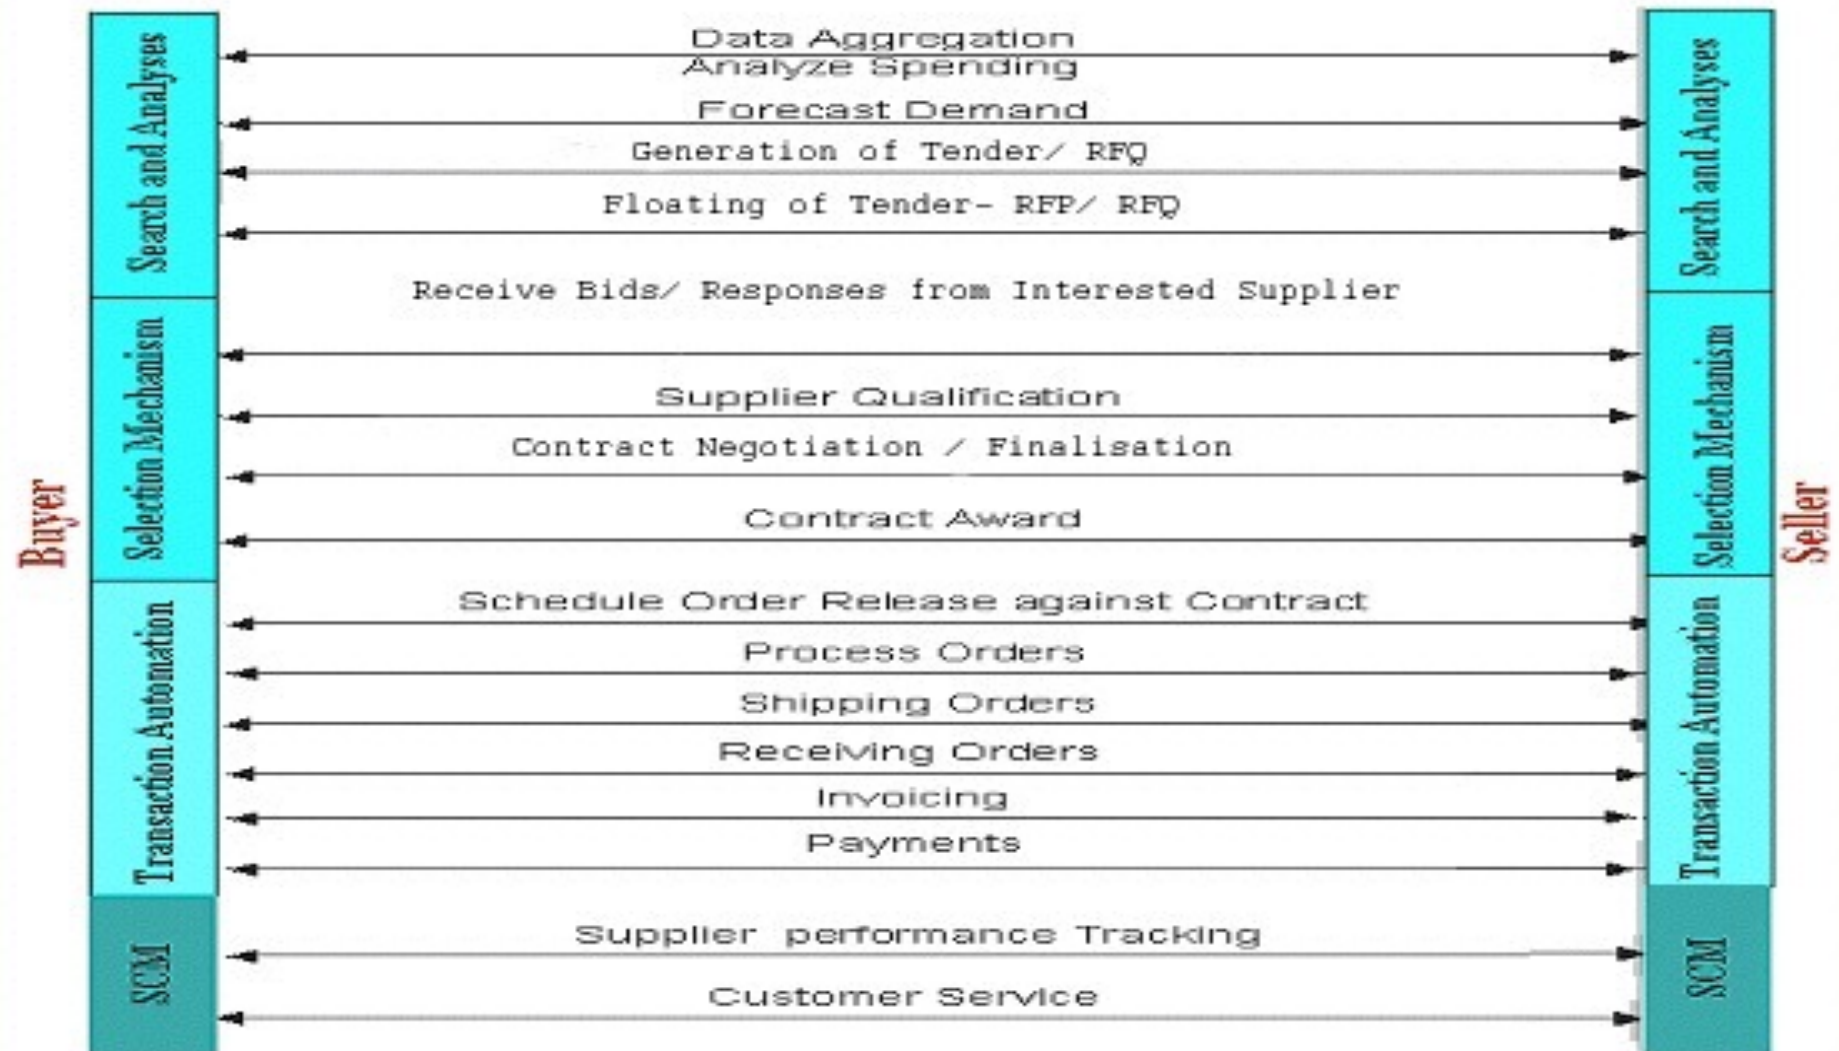 Buyer
Search and Analyses
Selection Mechanism
Transaction Automation
SCM
Data Aggregation
Analyze Spending
Forecast Demand
Generation of Tender/ RFQ
Floating of Tender- RFP/ RFQ
Receive Bids/ Responses from Interested Supplier
Supplier Qualification
Contract Negotiation / Finalisation
Contract Award
Schedule Order Release against Contract
Process Orders
Shipping Orders
Receiving Orders
Invoicing
Payments
Supplier performance Tracking
Customer Service
Search and Analyses
Selection Mechanism
Transaction Automation
SCM
Seller